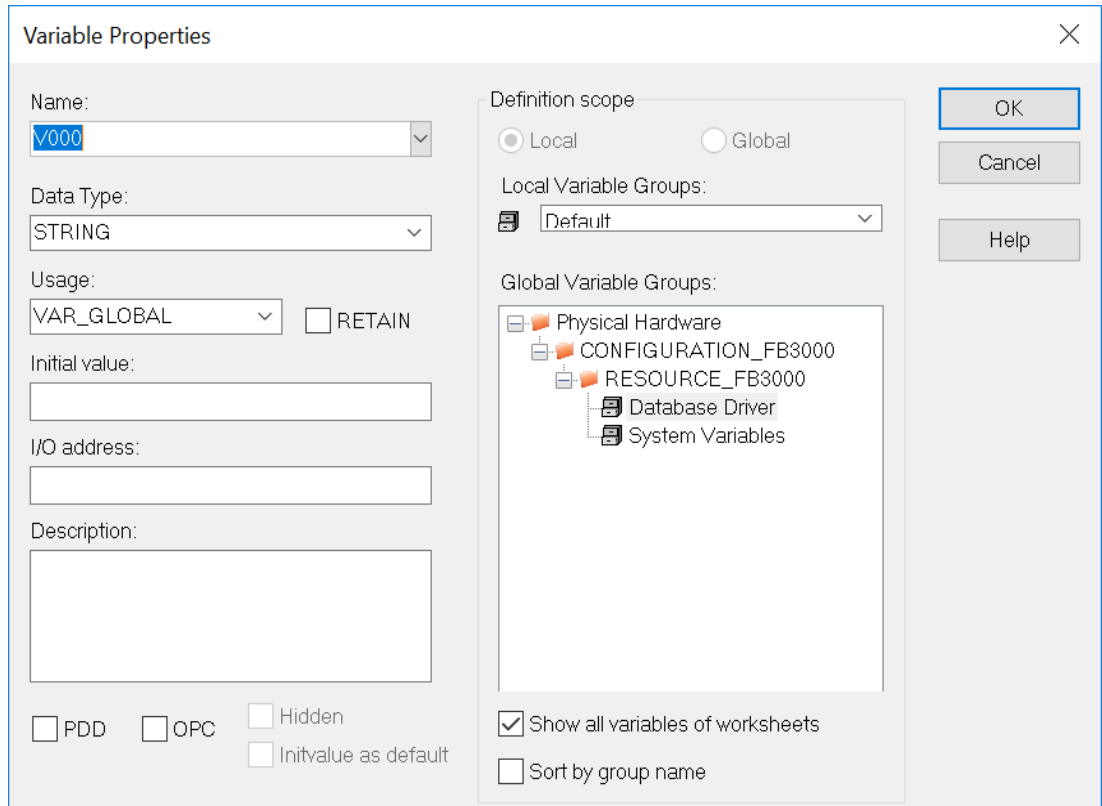 Variable Properties
Name:
V000
Data Type:
STRING
Usage:
VAR_GLOBAL
RETAIN
Initial value:
I/O address:
Description:
PDD
OPC
Hidden
Initvalue as default
Definition scope
Local
Global
Local Variable Groups:
Default
Global Variable Groups:
Physical Hardware
CONFIGURATION_FB3000
RESOURCE_FB3000
Database Driver
System Variables
Show all variables of worksheets
Sort by group name
OK
Cancel
Help